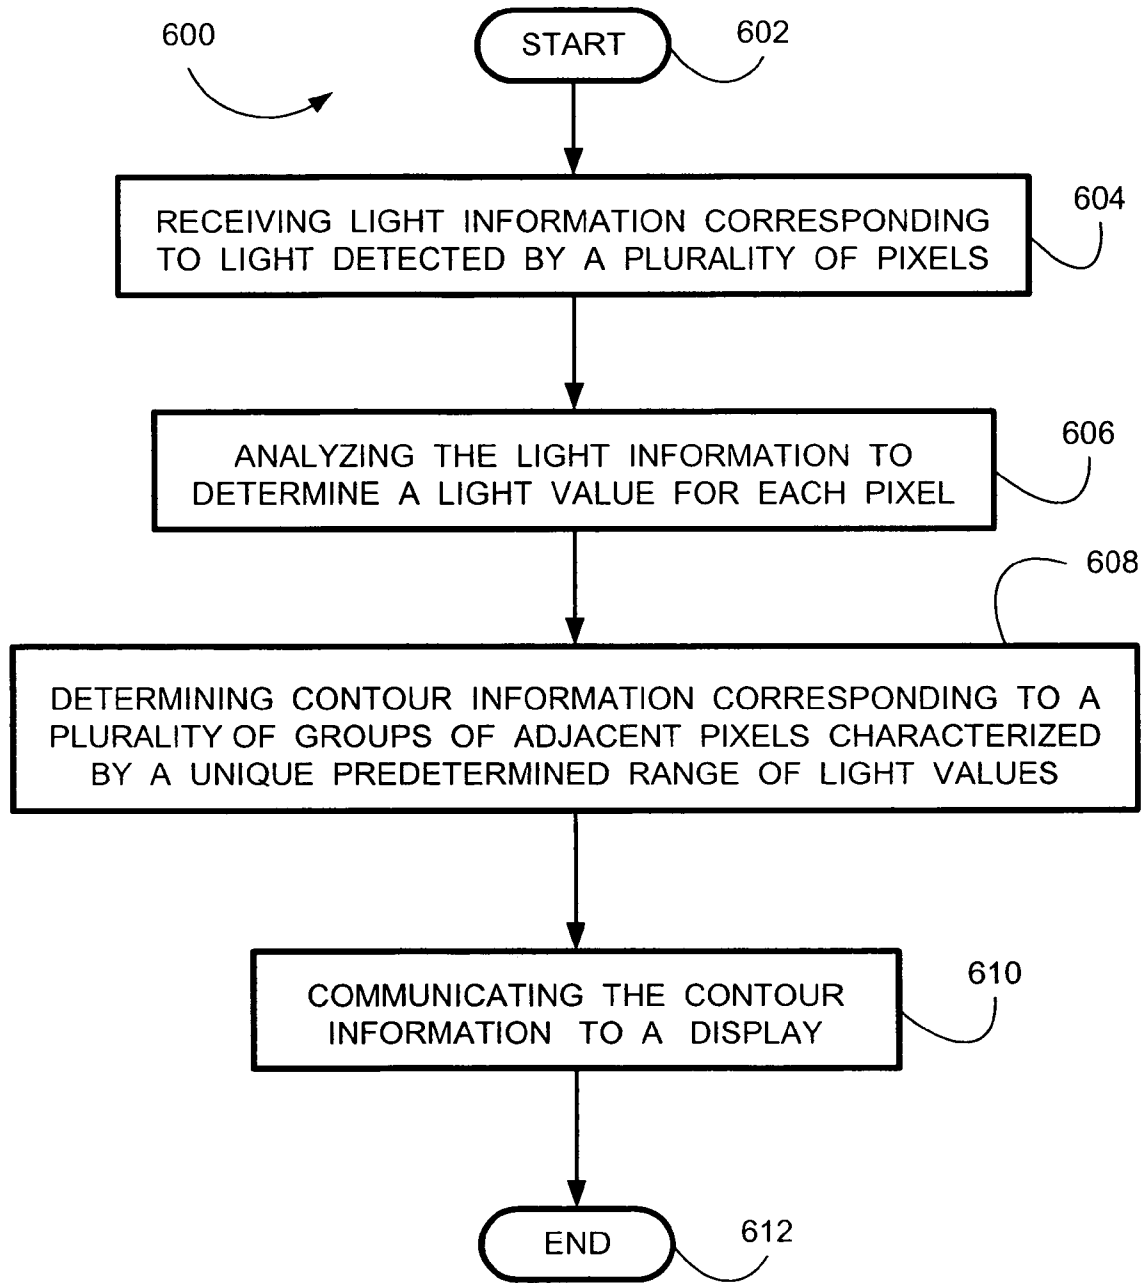 600
START
602
RECEIVING LIGHT INFORMATION CORRESPONDING
TO LIGHT DETECTED BY A PLURALITY OF PIXELS
604
ANALYZING THE LIGHT INFORMATION TO
DETERMINE A LIGHT VALUE FOR EACH PIXEL
606
608
DETERMINING CONTOUR INFORMATION CORRESPONDING TO A
PLURALITY OF GROUPS OF ADJACENT PIXELS CHARACTERIZED
BY A UNIQUE PREDETERMINED RANGE OF LIGHT VALUES
COMMUNICATING THE CONTOUR
INFORMATION TO A DISPLAY
610
END
612